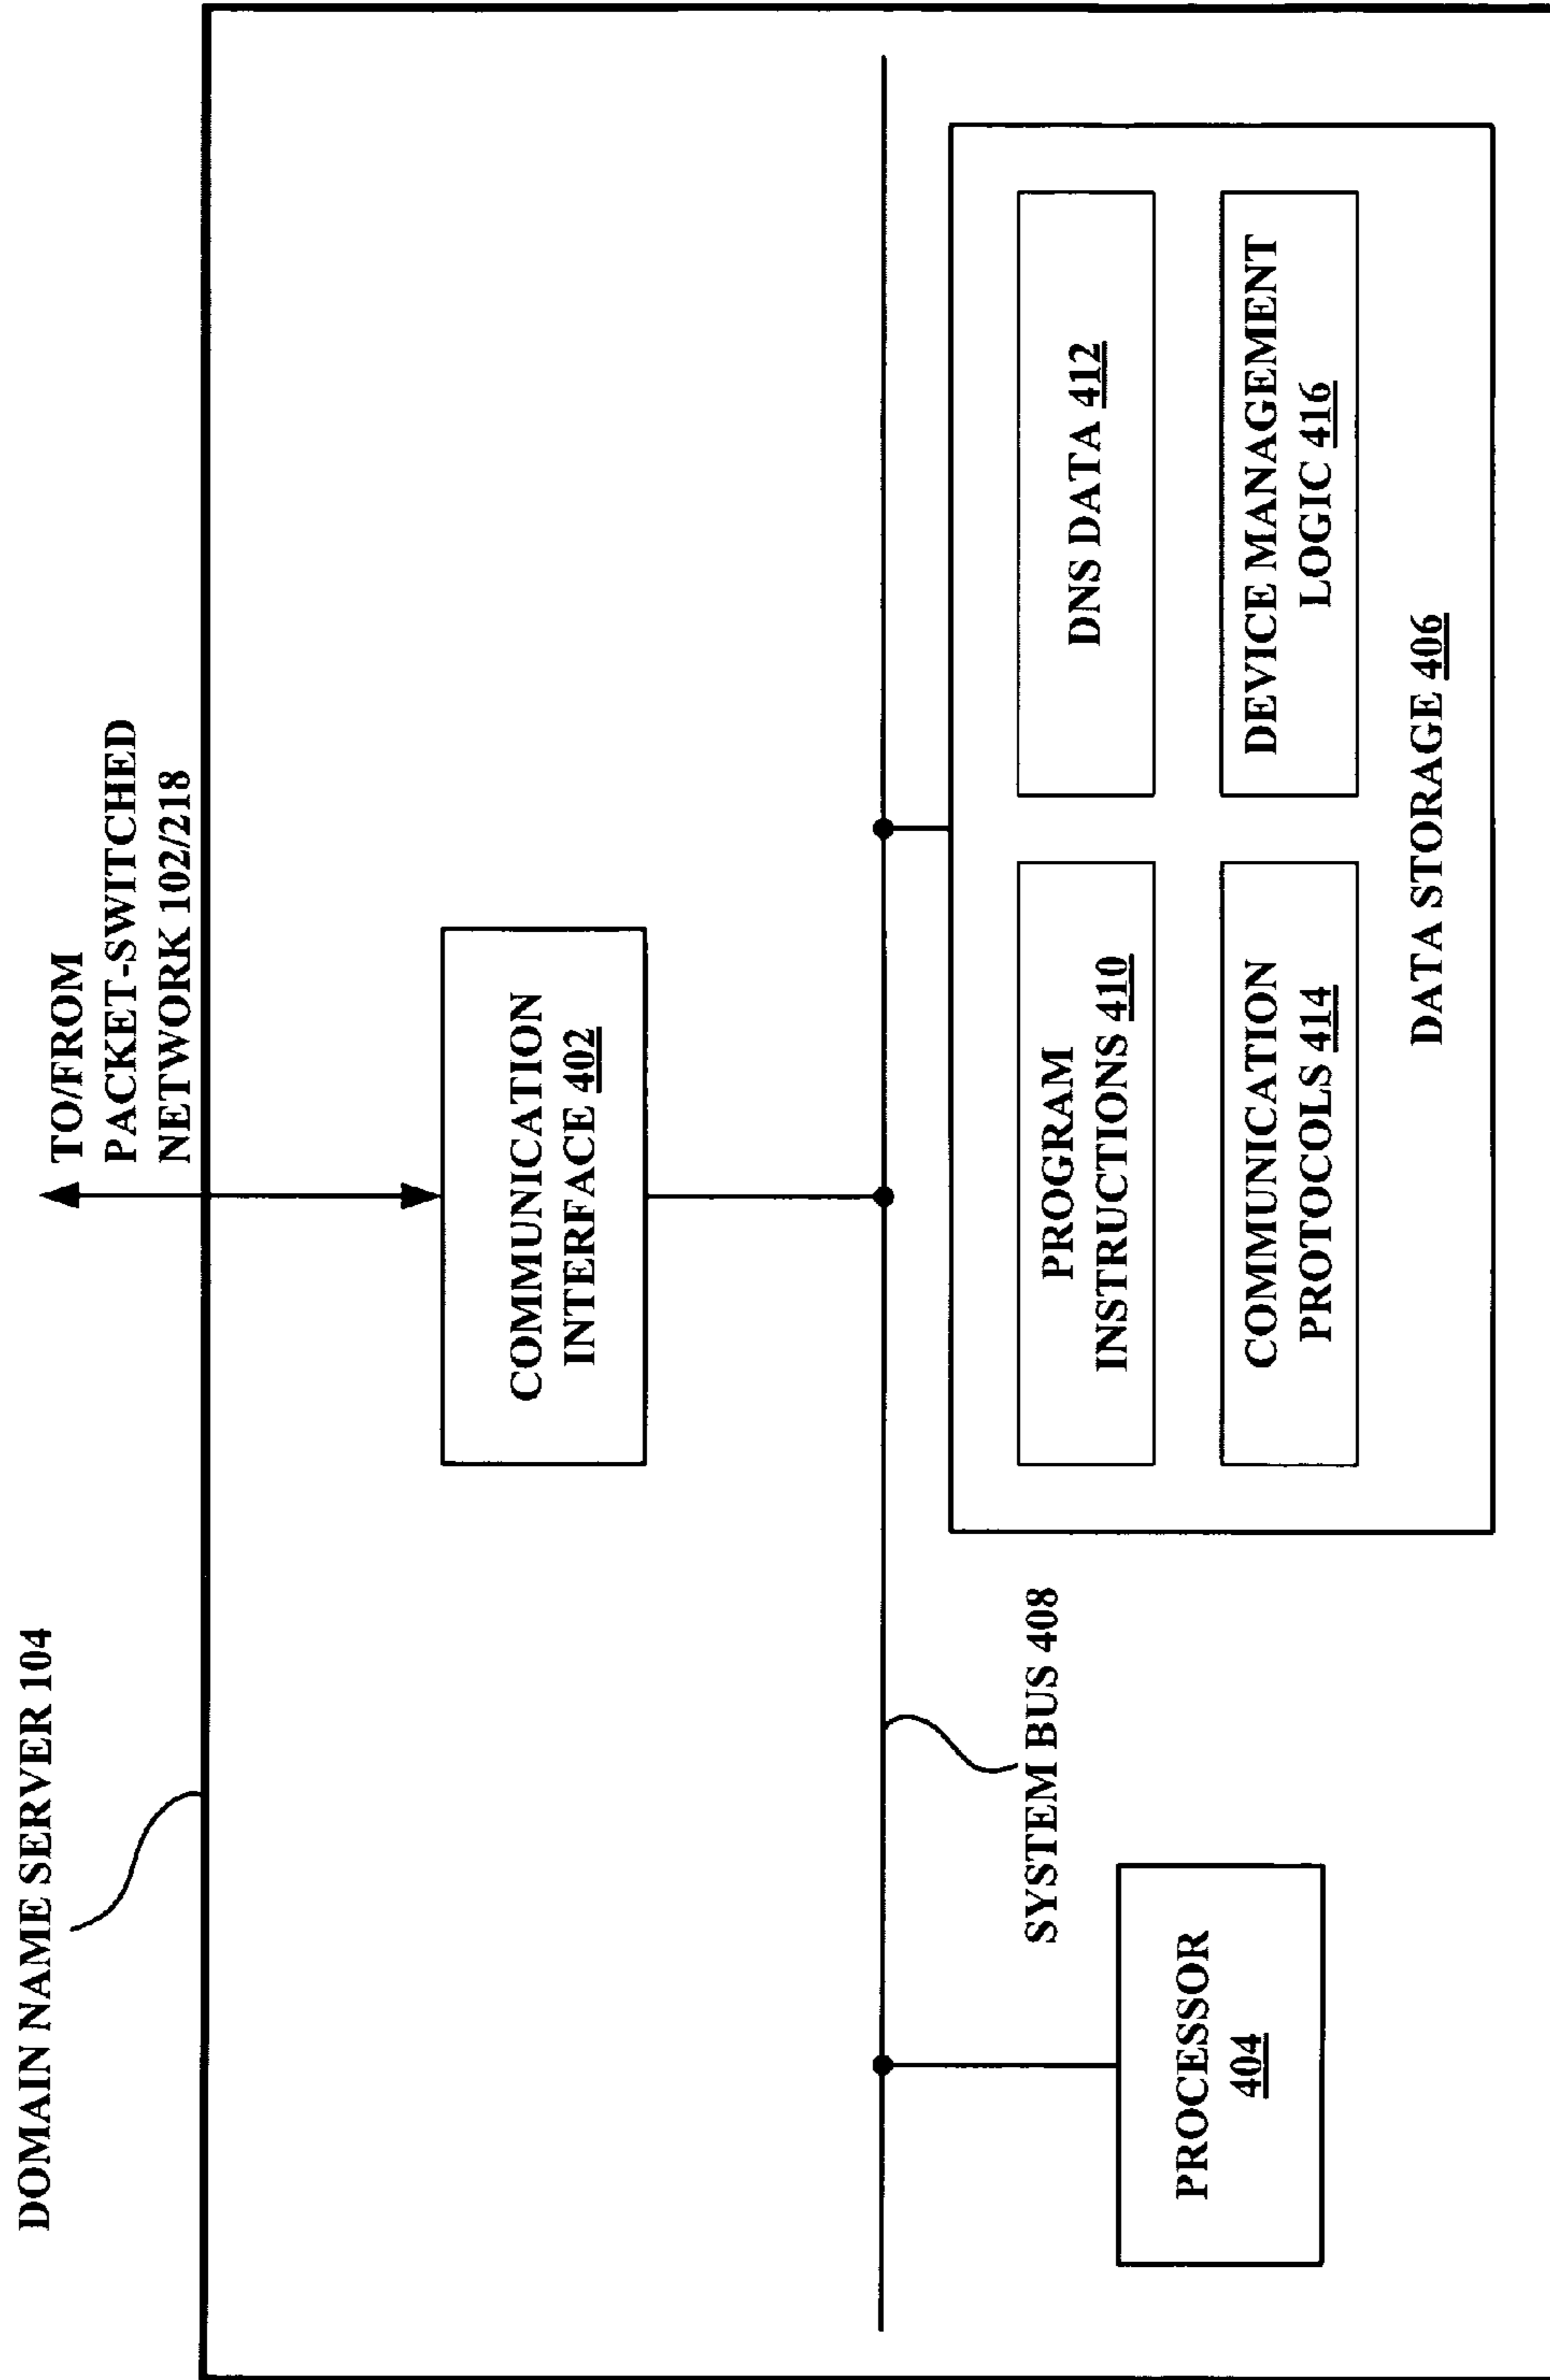 DOMAIN NAME SERVER 104
TO/FROM
PACKET-SWITCHED
NETWORK 102/218
COMMUNICATION
INTERFACE 402
SYSTEM BUS 408
PROCESSOR
404
PROGRAM
INSTRUCTIONS 410
DNS DATA 412
COMMUNICATION
PROTOCOLS 414
DEVICE MANAGEMENT
LOGIC 416
DATA STORAGE 406